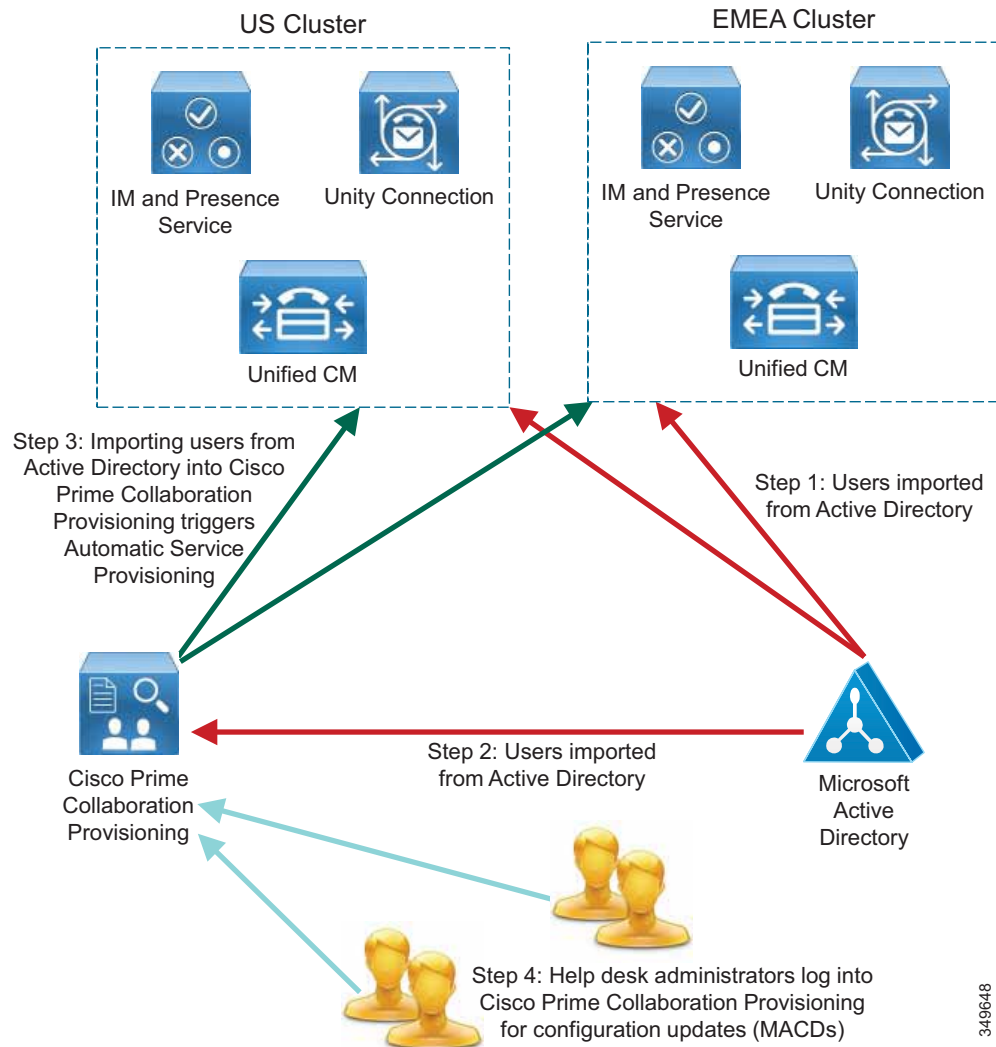 US Cluster
EMEA Cluster
IM and Presence
Service
Unity Connection
Unified CM
IM and Presence
Service
Unity Connection
Unified CM
Step 3: Importing users from
Active Directory into Cisco
Prime Collaboration
Provisioning triggers
Automatic Service
Provisioning
Step 1: Users imported
from Active Directory
Step 2: Users imported
from Active Directory
Cisco Prime
Collaboration
Provisioning
Microsoft
Active
Directory
Step 4: Help desk administrators log into
Cisco Prime Collaboration Provisioning
for configuration updates (MACDs)
349648